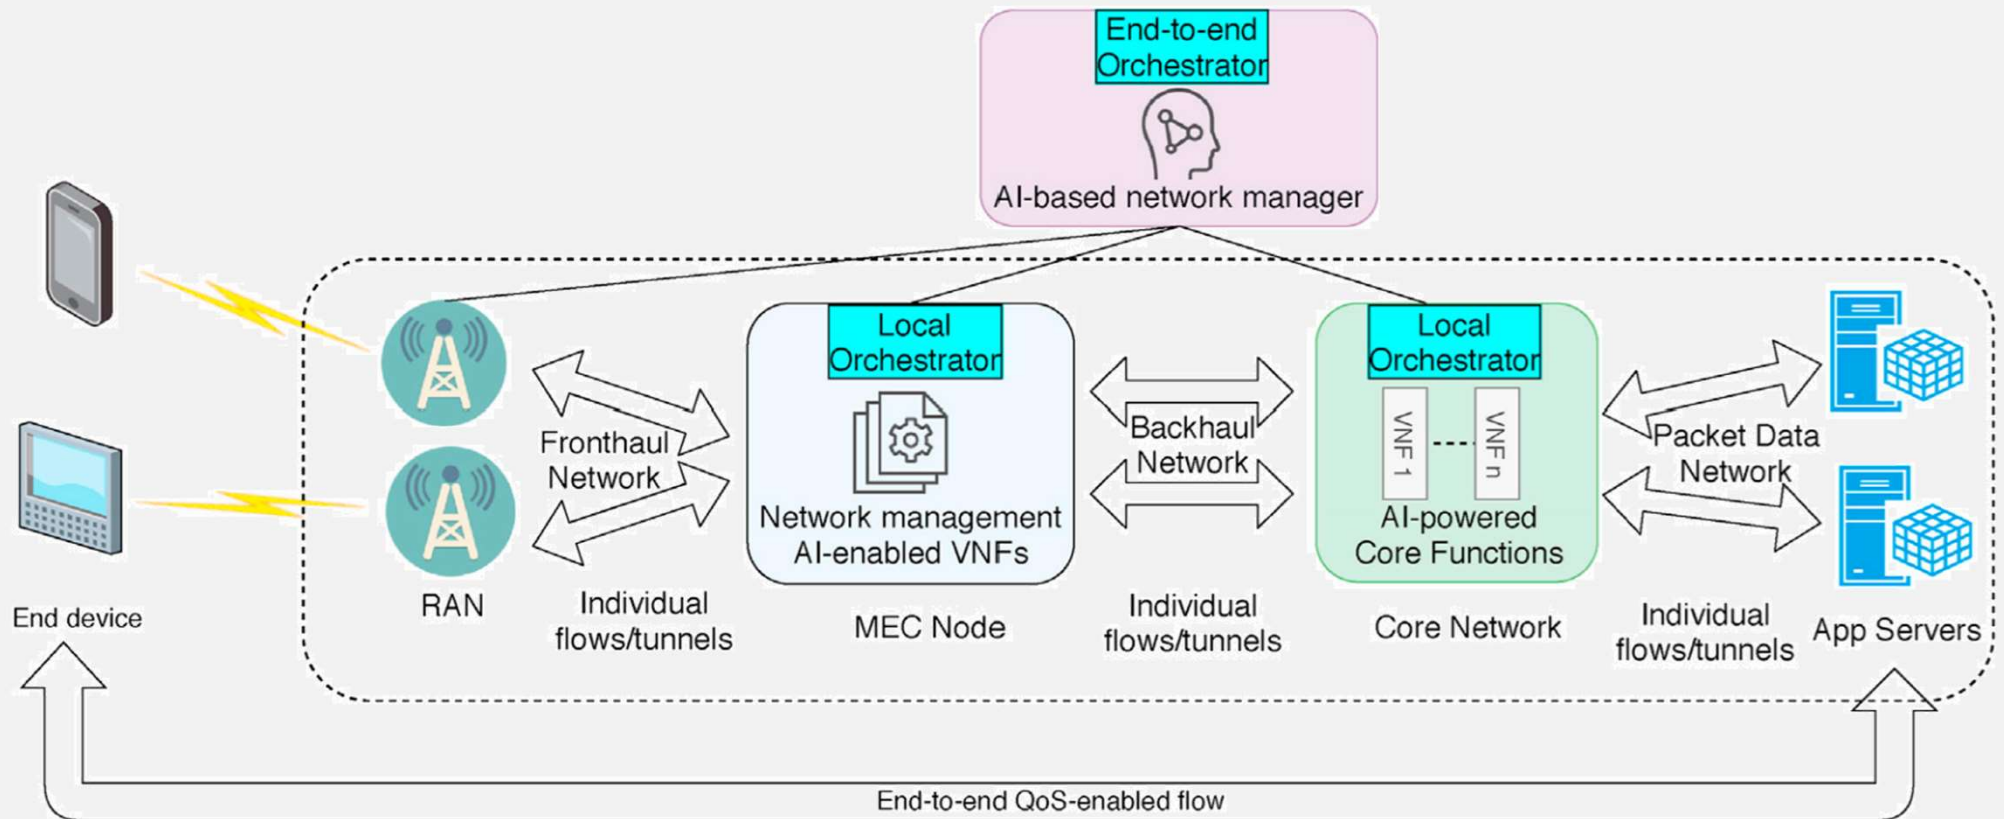 End-to-end
Orchestrator
AI-based network manager
Local
Orchestrator
Local
Orchestrator
VNF 1
VNF n
Fronthaul
Network
Backhaul
Network
Packet Data
Network
Network management
AI-enabled VNFs
AI-powered
Core Functions
End device
RAN
Individual
flows/tunnels
MEC Node
Individual
flows/tunnels
Core Network
Individual
flows/tunnels
App Servers
End-to-end QoS-enabled flow